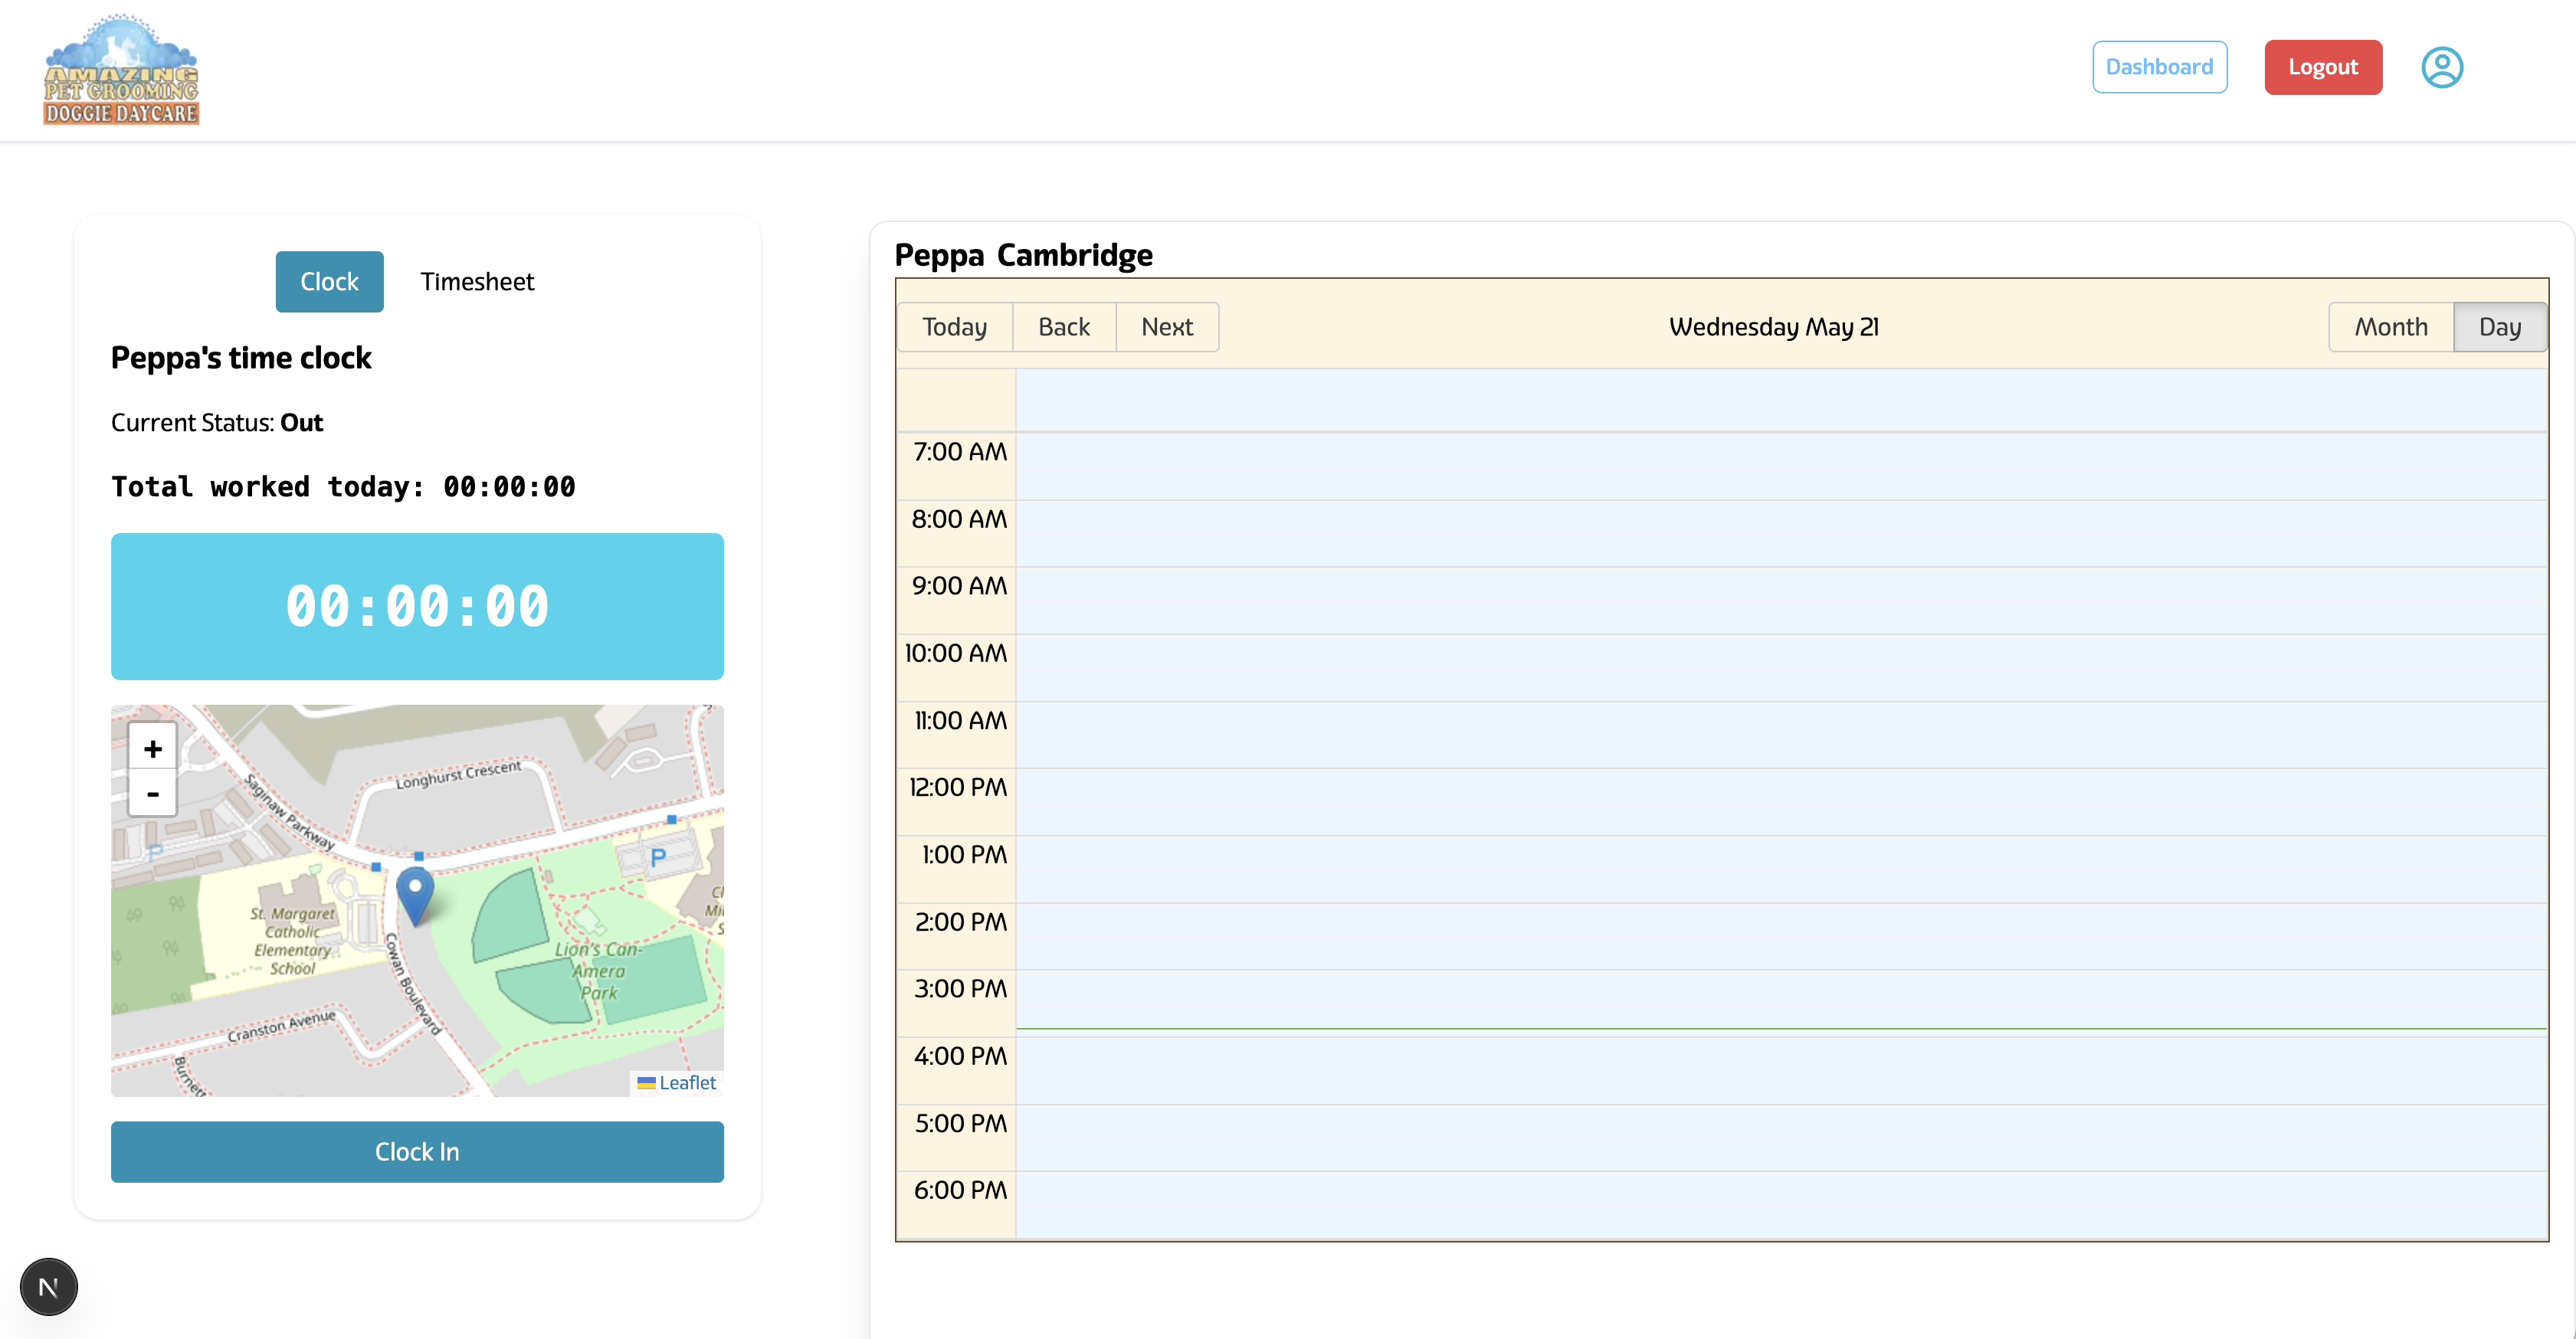 AMAZING
PET GROOMING
DOGGIE DAYCARE
Dashboard
Logout
Clock
Timesheet
Peppa's time clock
Current Status: Out
Total worked today: 00:00:00
00:00:00
+
-
Longhurst Crescent
Saginaw Parkway
P
P
St. Margaret
Catholic
Elementary
School
Cowan Boulevard
Lion's Can-
Amera
Park
Cranston Avenue
Leaflet
Clock In
N
Peppa Cambridge
Today
Back
Next
Wednesday May 21
Month
Day
7:00 AM
8:00 AM
9:00 AM
10:00 AM
11:00 AM
12:00 PM
1:00 PM
2:00 PM
3:00 PM
4:00 PM
5:00 PM
6:00 PM